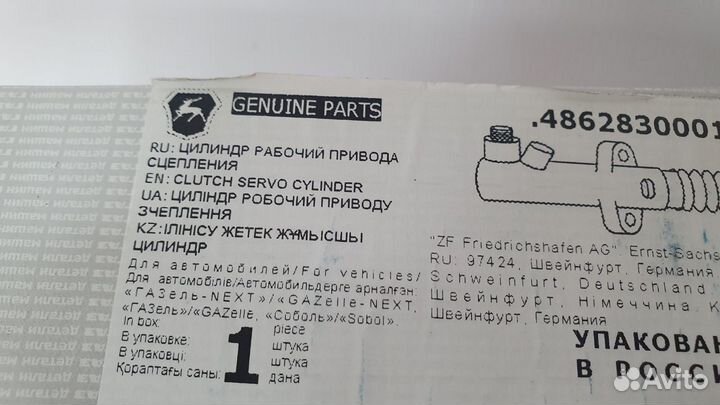 GENUINE PARTS
RU: ЦИЛИНДР РАБОЧИЙ ПРИВОДА
СЦЕПЛЕНИЯ
EN: CLUTCH SERVO CYLINDER
UA: ЦИЛІНДР РОБОЧИЙ ПРИВОДУ
ЗЧЕПЛЕННЯ
KZ: ІЛІНІСУ ЖЕТЕК ЖҰМЫСШЫ
ЦИЛИНДР
Для автомобилей/For vehicles/
Для автомобілів/Автомобильдерге арналған:
«ГАЗель-NEXT»/«GAZelle-NEXT,
«ГАЗель»/«GAZelle, «Соболь»/«Sobol».
In box:
В упаковке:
В упаковці:
Қораптағы саны:
1
piece
штука
штука
дана
.4862830001
"ZF Friedrichshafen AG". Ernst-Sachs
RU: 97424, Швейнфурт, Германия
Schweinfurt, Deutschland.
Швейнфурт, Німеччина. K
Швейнфурт, Германия
УПАКОВАН
В РОССИ
Avito